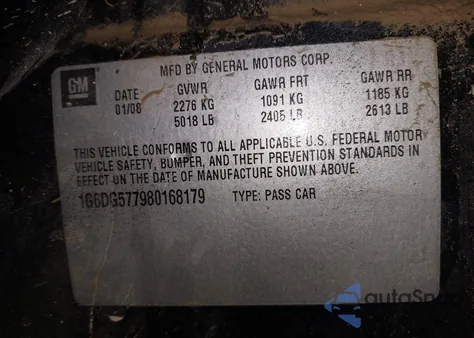 MFD BY GENERAL MOTORS CORP.
GM
DATE GVWR GAWR FRT GAWR RR
01/08 2276 KG 1091 KG 1185 KG
5018 LB 2405 LB 2613 LB
THIS VEHICLE CONFORMS TO ALL APPLICABLE U.S. FEDERAL MOTOR
VEHICLE SAFETY, BUMPER, AND THEFT PREVENTION STANDARDS IN
EFFECT ON THE DATE OF MANUFACTURE SHOWN ABOVE.
1G6DG577980168179 TYPE: PASS CAR